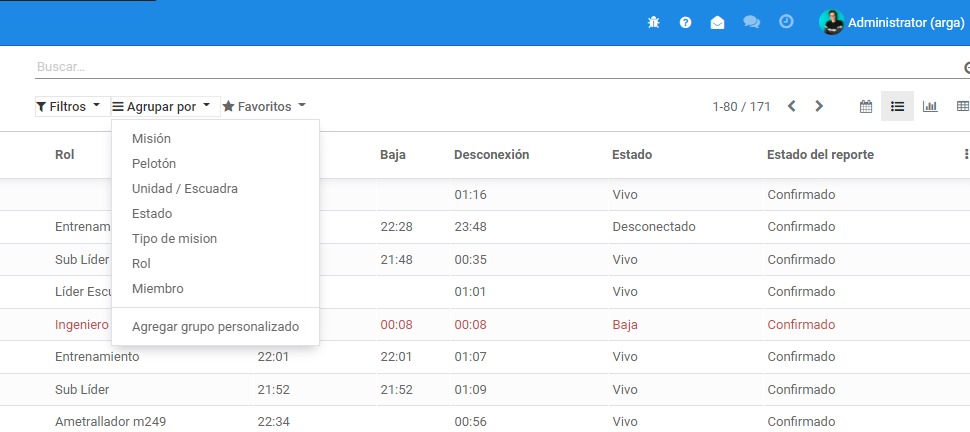 Administrator (arga)
Buscar...
Filtros Agrupar por Favoritos 1-80 / 171
Misión
Pelotón
Unidad / Escuadra
Estado
Tipo de mision
Rol
Miembro
Agregar grupo personalizado
Rol Baja Desconexión Estado Estado del reporte
01:16 Vivo Confirmado
22:28 23:48 Desconectado Confirmado
Sub Líder 21:48 00:35 Vivo Confirmado
Líder 01:01 Vivo Confirmado
Ingeniero 00:08 00:08 Baja Confirmado
Entrenamiento 22:01 22:01 01:07 Vivo Confirmado
Sub Líder 21:52 21:52 01:09 Vivo Confirmado
Ametrallador m249 22:34 00:56 Vivo Confirmado